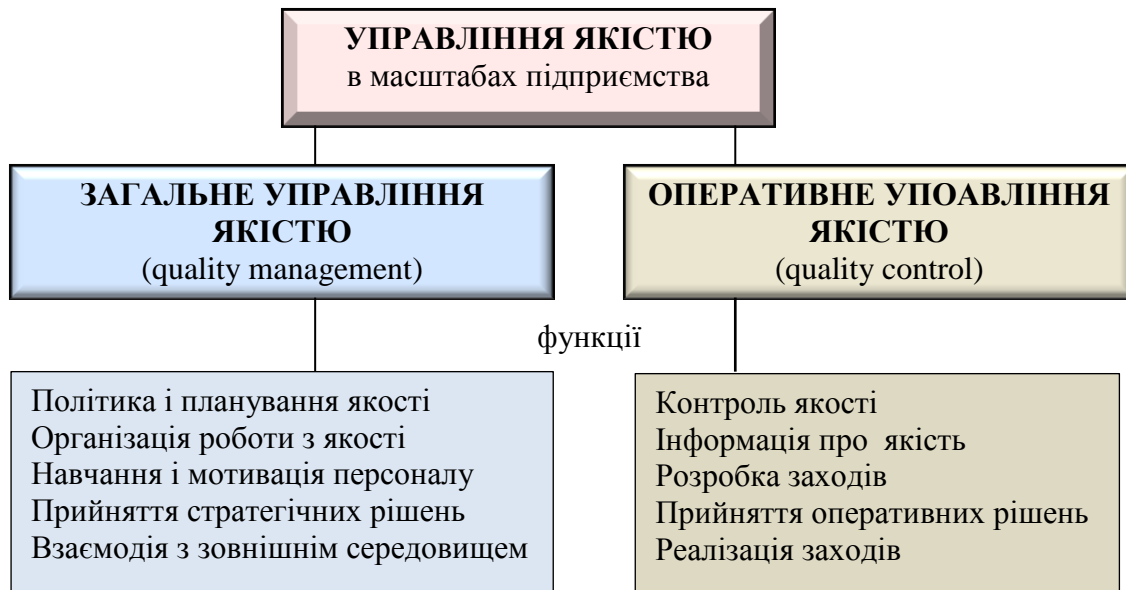 УПРАВЛІННЯ ЯКІСТЮ
в масштабах підприємства
ЗАГАЛЬНЕ УПРАВЛІННЯ
ЯКІСТЮ
(quality management)
ОПЕРАТИВНЕ УПОАВЛІННЯ
ЯКІСТЮ
(quality control)
функції
Політика і планування якості
Організація роботи з якості
Навчання і мотивація персоналу
Прийняття стратегічних рішень
Взаємодія з зовнішнім середовищем
Контроль якості
Інформація про якість
Розробка заходів
Прийняття оперативних рішень
Реалізація заходів